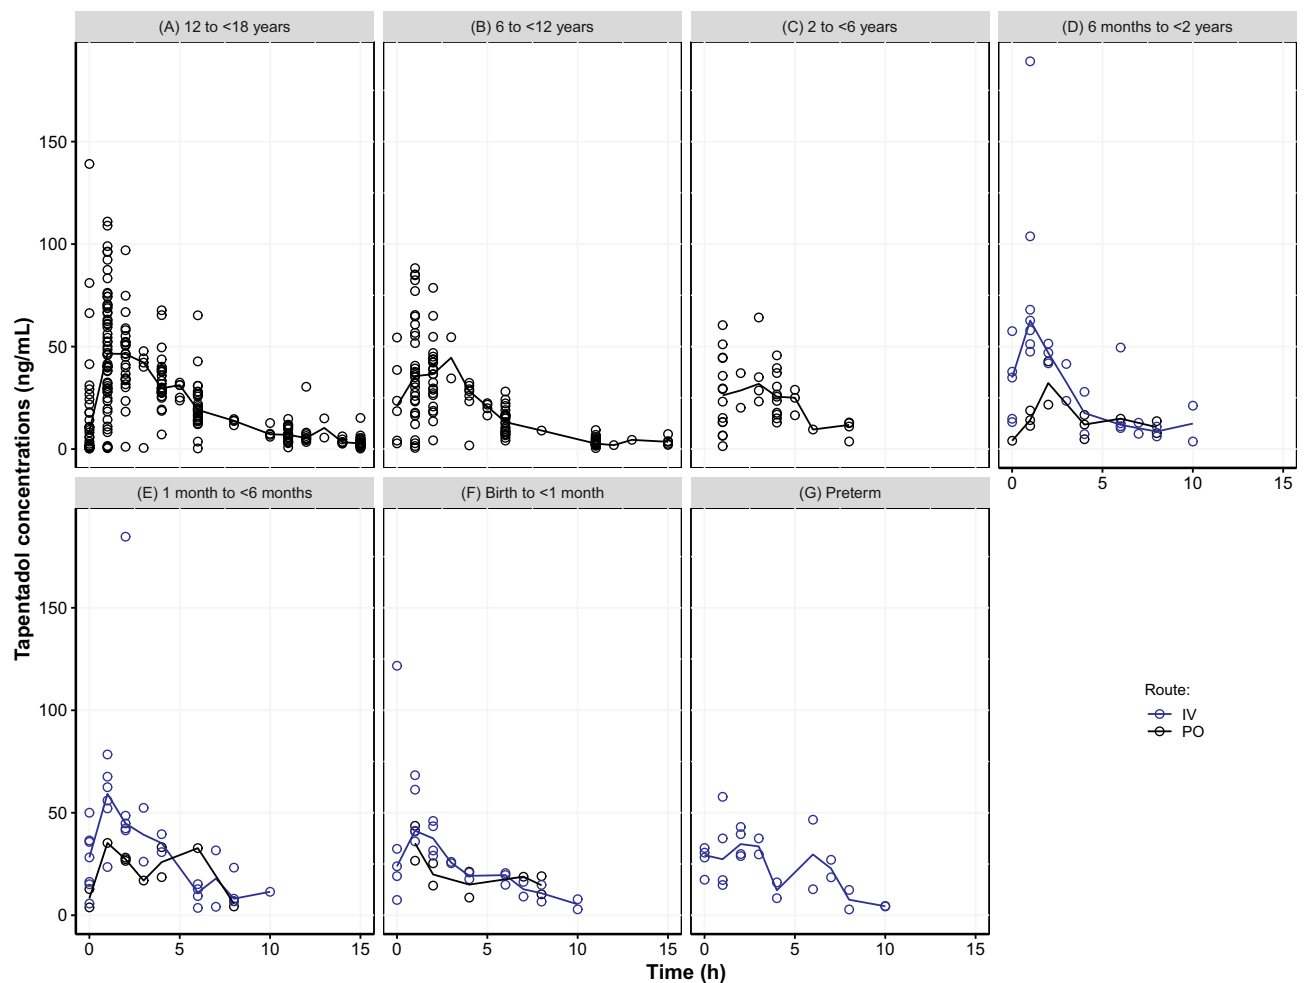 (A) 12 to <18 years
(B) 6 to <12 years
(C) 2 to <6 years
(D) 6 months to <2 years
150
100
50
0
0 5 10 15
Tapentadol concentrations (ng/mL)
(E) 1 month to <6 months
(F) Birth to <1 month
(G) Preterm
150
100
50
0
Route:
IV
PO
0 5 10 15
0 5 10 15
0 5 10 15
Time (h)